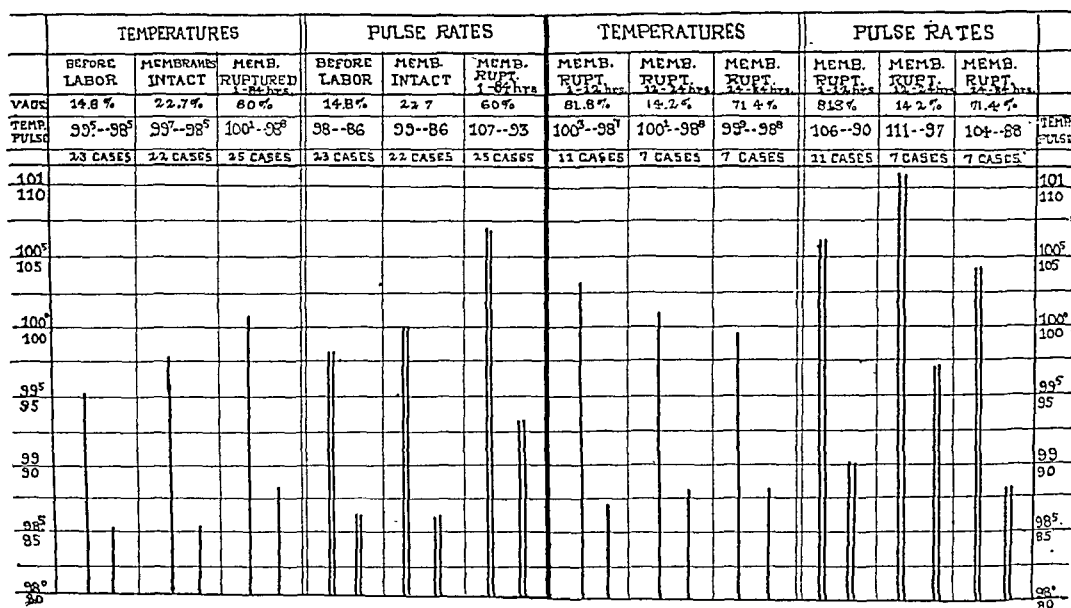 TEMPERATURES PULSE RATES TEMPERATURES PULSE RATES
BEFORE LABOR MEMBRANES INTACT MEMB. RUPTURED 1-84 hrs BEFORE LABOR MEMB. INTACT MEMB. RUPT. 1-84 hrs MEMB. RUPT. 1-12 hrs. MEMB. RUPT. 12-24 hrs. MEMB. RUPT. 24-84 hrs. MEMB. RUPT. 1-12 hrs MEMB. RUPT. 12-24 hrs MEMB. RUPT. 24-84 hrs.
VAGS 14.8% 22.7% 60% 14.8% 22 7 60% 81.8% 14.2% 71 4% 818% 14 2% 71.4%
TEMP. PULSE 99⁵--98⁵ 99⁷--98⁵ 100¹--98⁸ 98--86 99--86 107--93 100³--98⁷ 100¹--98⁸ 99⁹--98⁸ 106--90 111--97 104--88 TEMP PULSE
23 CASES 22 CASES 25 CASES 23 CASES 22 CASES 25 CASES 11 CASES 7 CASES 7 CASES 11 CASES 7 CASES 7 CASES
101 101
110 110
100⁵ 100⁵
105 105
100° 100°
100 100
99⁵ 99⁵
95 95
99 99
90 90
98⁵ 98⁵
85 85
98° 98°
80 80